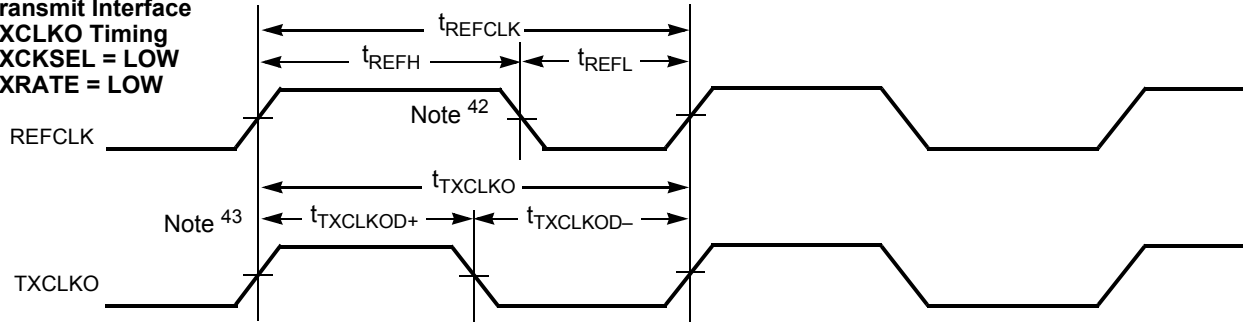 ransmit Interface
XCLKO Timing
XCKSEL = LOW
XRATE = LOW
tREFCLK
tREFH
tREFL
Note 42
REFCLK
tTXCLKO
Note 43
tTXCLKOD+
tTXCLKOD–
TXCLKO